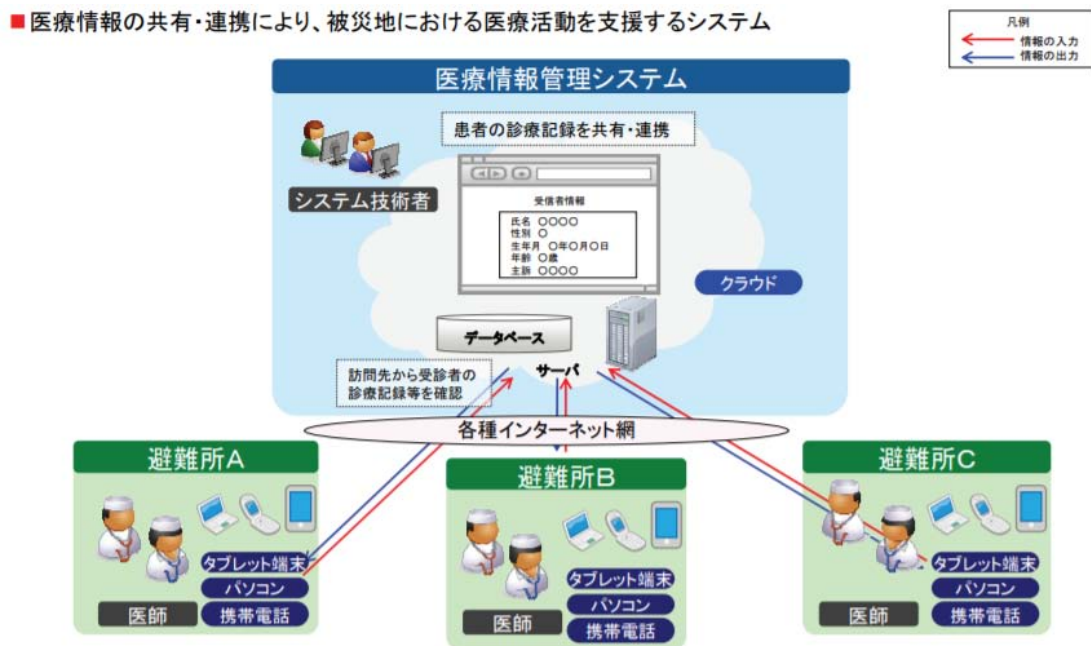 ■医療情報の共有・連携により、被災地における医療活動を支援するシステム
凡例
情報の入力
情報の出力
医療情報管理システム
患者の診療記録を共有・連携
システム技術者
受信者情報
氏名 〇〇〇〇
性別 〇
生年月 〇年〇月〇日
年齢 〇歳
主訴 〇〇〇〇
クラウド
データベース
サーバ
訪問先から受診者の
診療記録等を確認
各種インターネット網
避難所A
タブレット端末
パソコン
携帯電話
医師
避難所B
タブレット端末
パソコン
携帯電話
医師
避難所C
タブレット端末
パソコン
携帯電話
医師